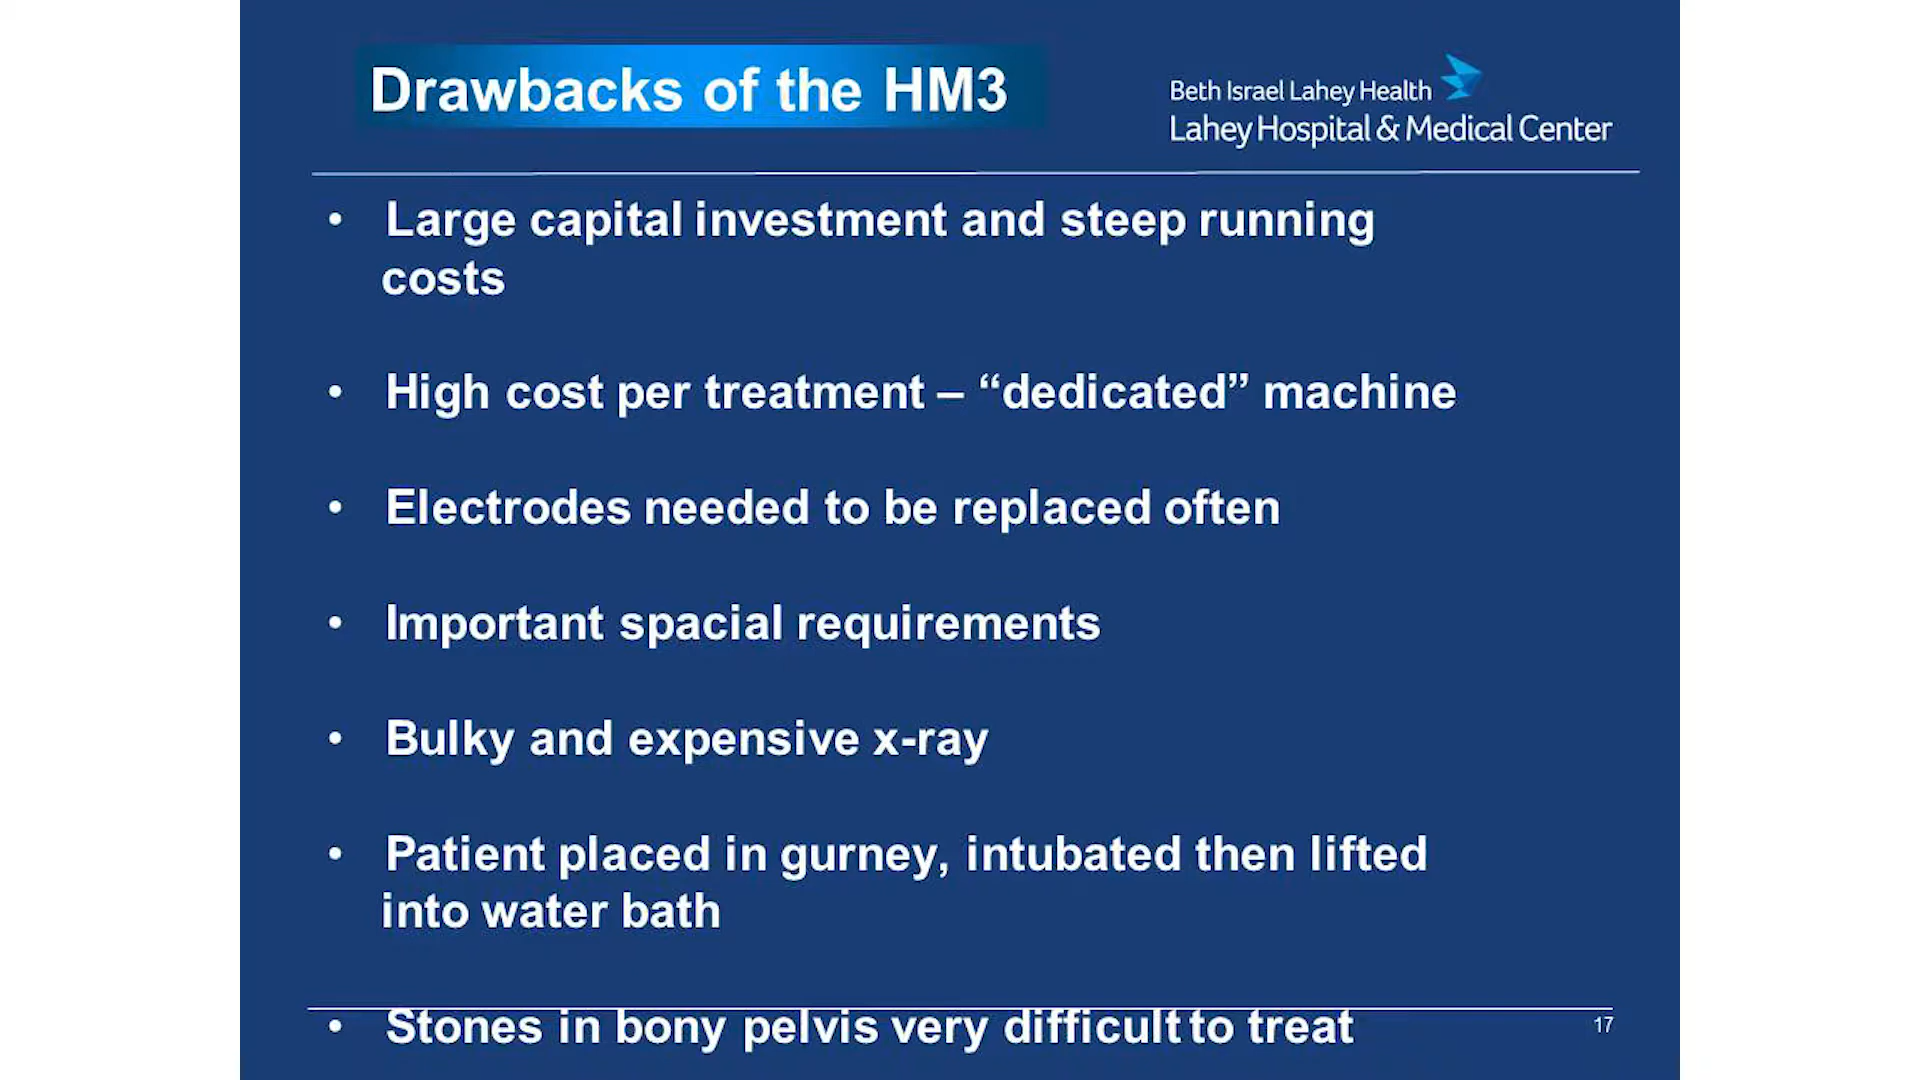 Drawbacks of the HM3
Beth Israel Lahey Health
Lahey Hospital & Medical Center
• Large capital investment and steep running
costs
• High cost per treatment – “dedicated” machine
• Electrodes needed to be replaced often
• Important spacial requirements
• Bulky and expensive x-ray
• Patient placed in gurney, intubated then lifted
into water bath
• Stones in bony pelvis very difficult to treat
17